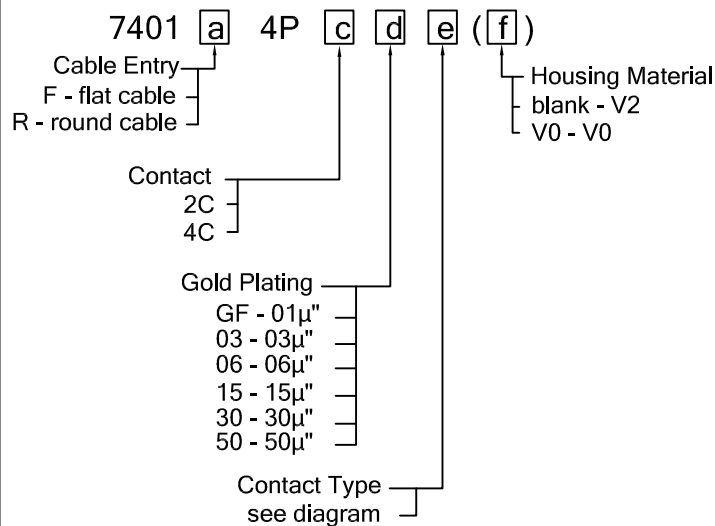 7401 a 4P c d e (f)
Cable Entry
F - flat cable
R - round cable
Housing Material
blank - V2
V0 - V0
Contact
2C
4C
Gold Plating
GF - 01µ"
03 - 03µ"
06 - 06µ"
15 - 15µ"
30 - 30µ"
50 - 50µ"
Contact Type
see diagram